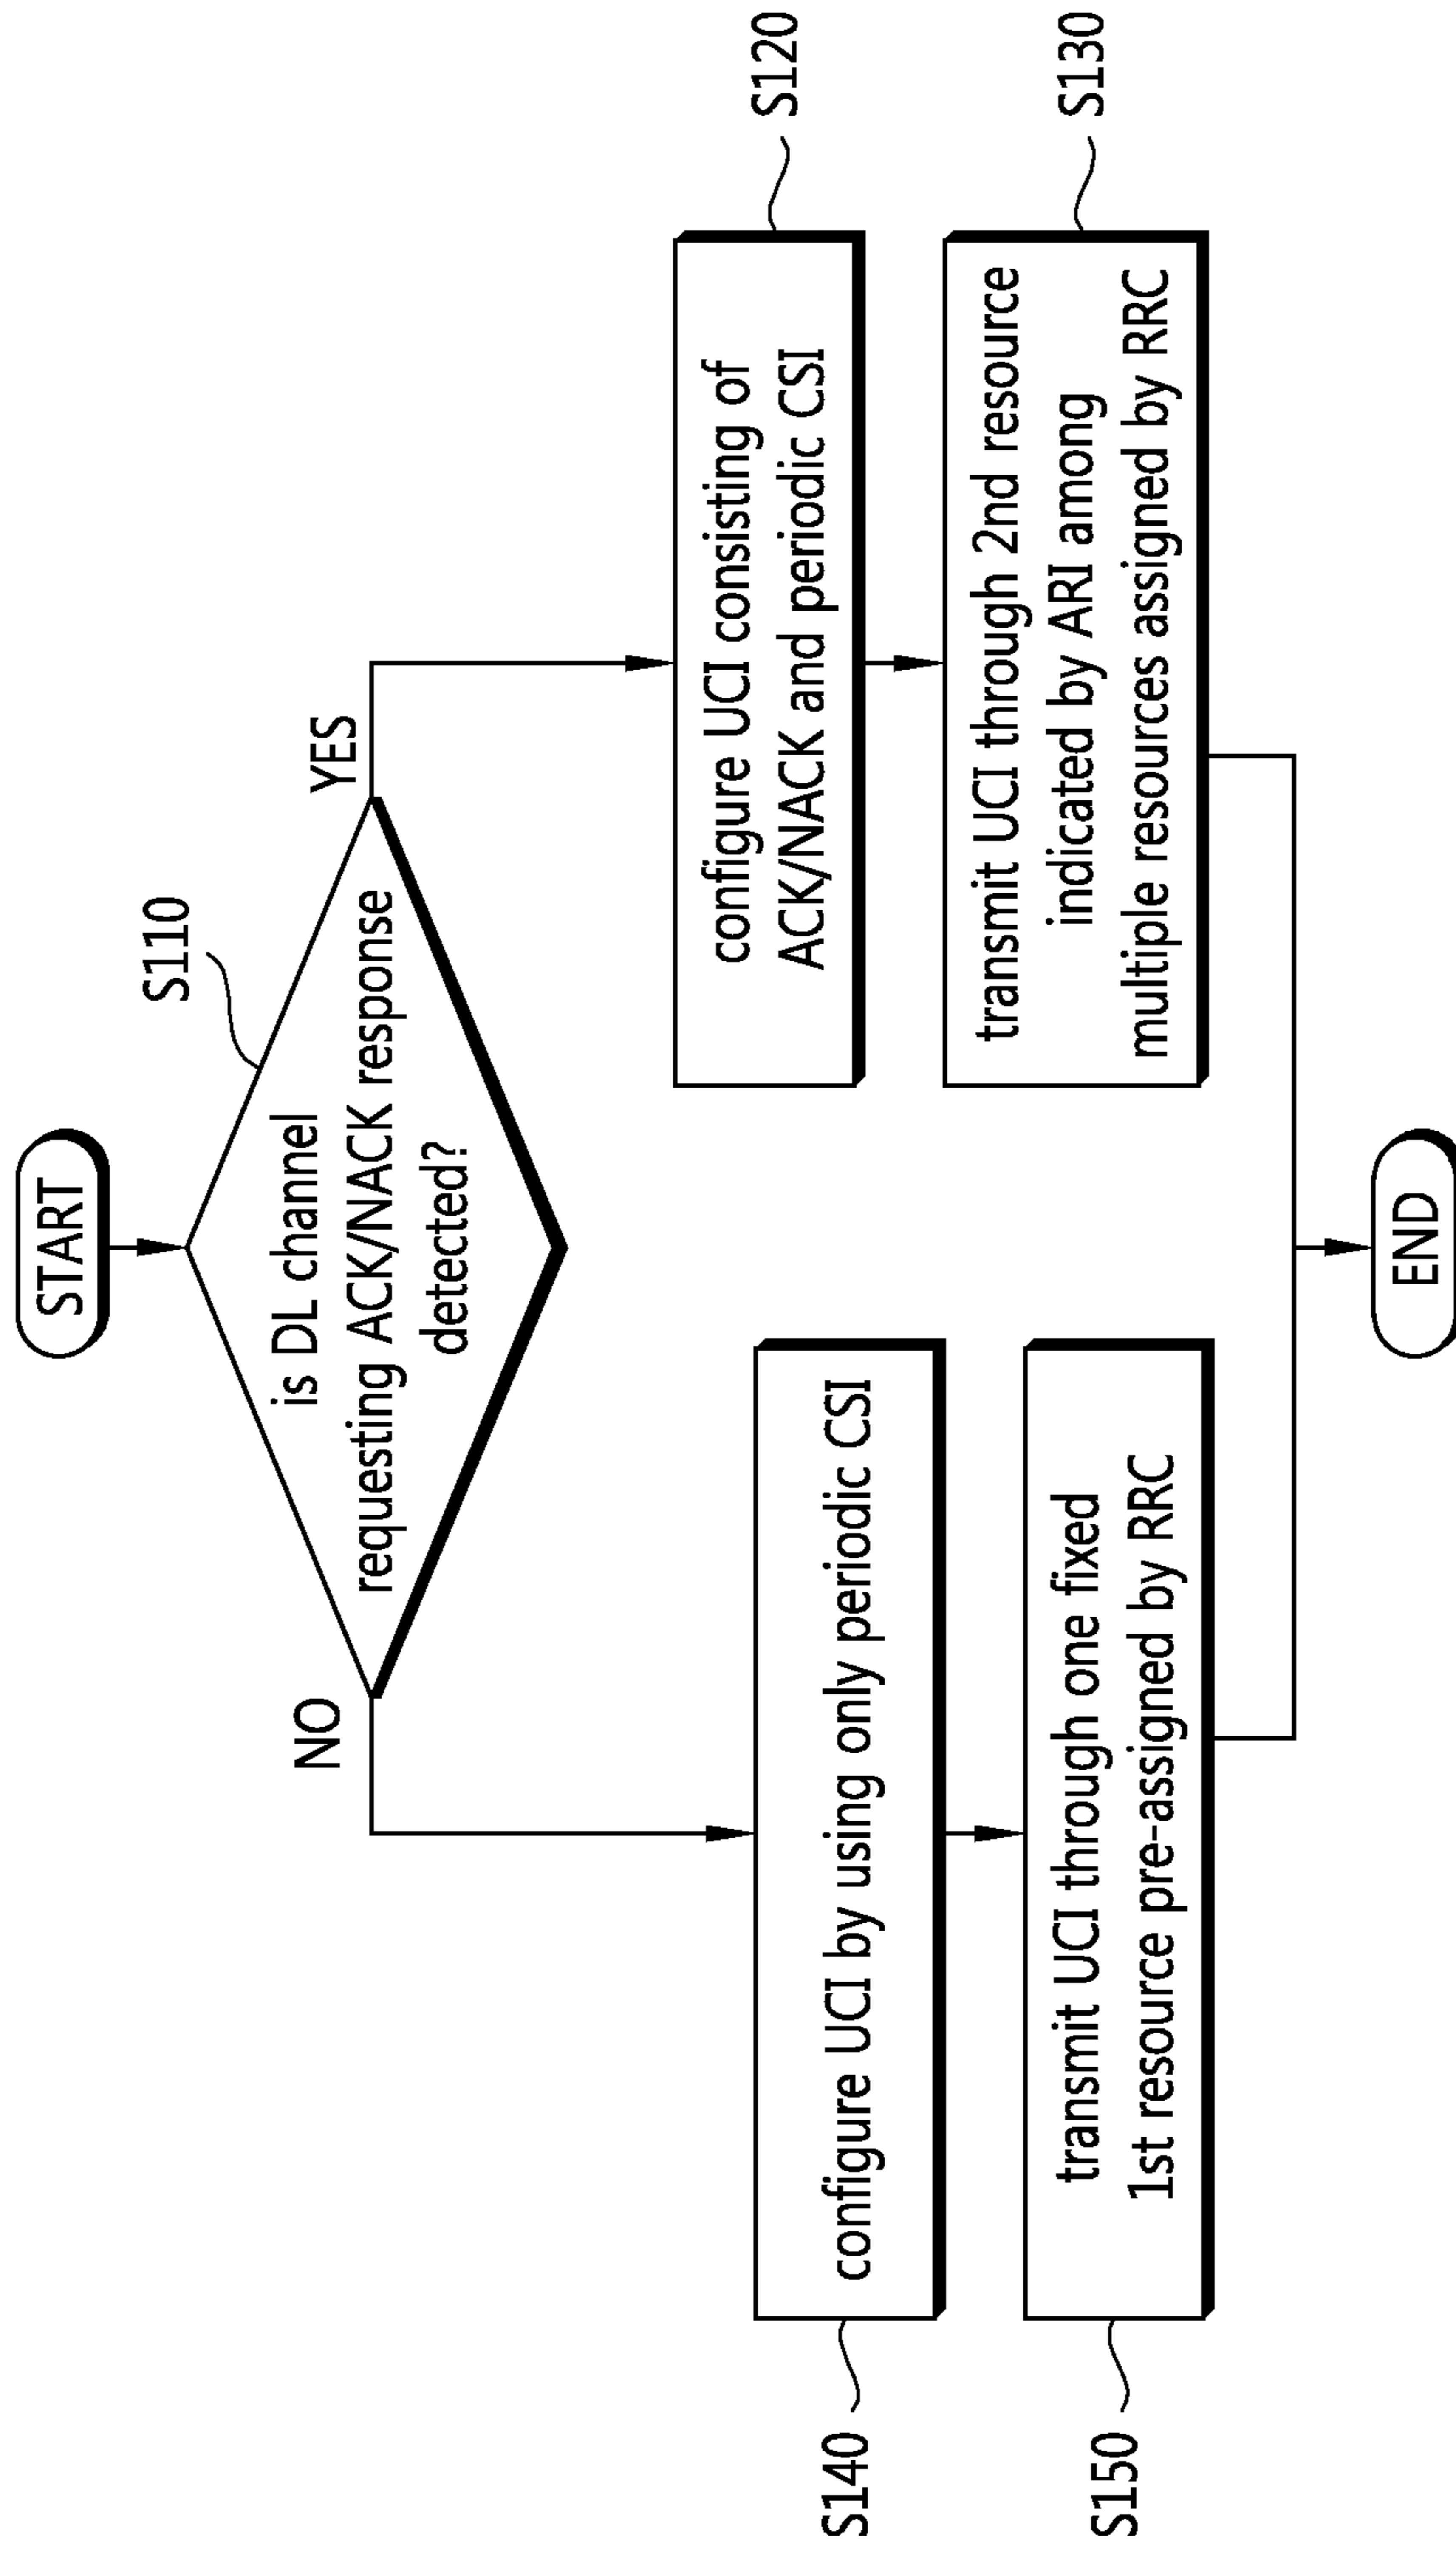 START
S110
is DL channel
requesting ACK/NACK response
detected?
NO
YES
configure UCI consisting of
ACK/NACK and periodic CSI
S120
S140
configure UCI by using only periodic CSI
transmit UCI through 2nd resource
indicated by ARI among
multiple resources assigned by RRC
S130
S150
transmit UCI through one fixed
1st resource pre-assigned by RRC
END